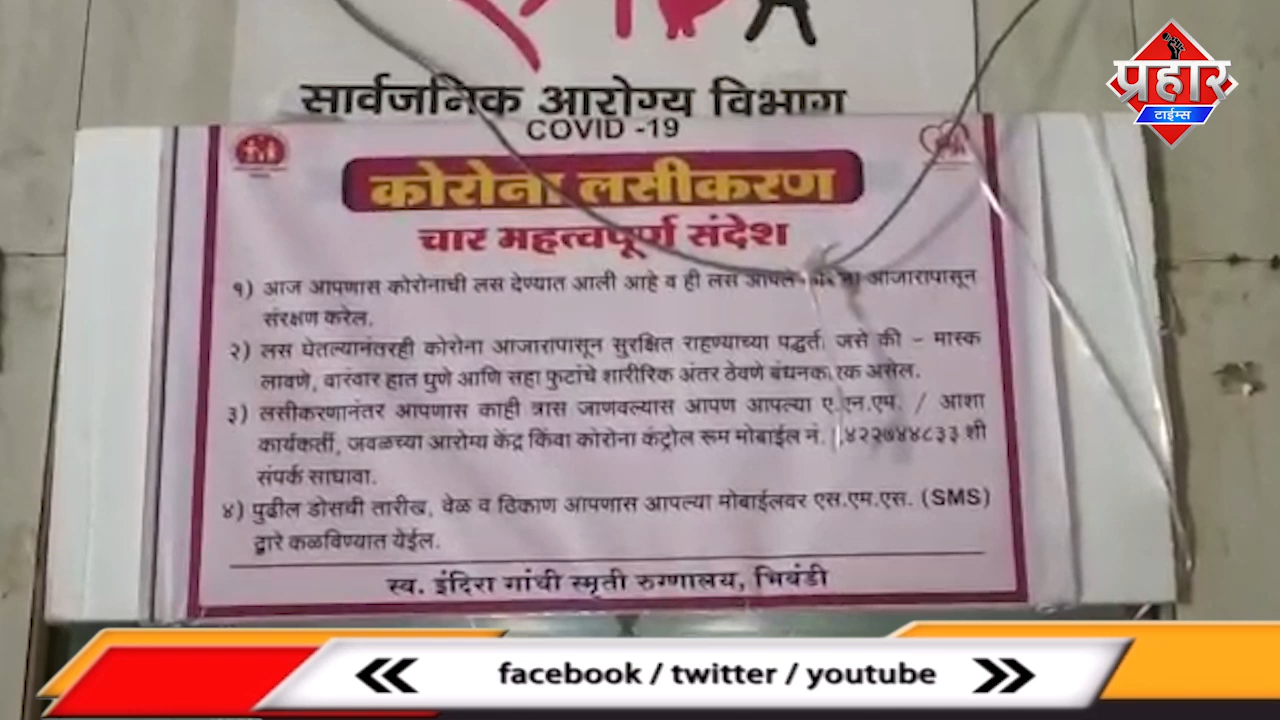 प्रहार
टाईम्स
सार्वजनिक आरोग्य विभाग
COVID -19
कोरोना लसीकरण
चार महत्वपूर्ण संदेश
१) आज आपणास कोरोनाची लस देण्यात आली आहे व ही लस आजारापासून
संरक्षण करेल.
२) लस घेतल्यानंतरही कोरोना आजारापासून सुरक्षित राहण्याच्या जसे की – मास्क
लावणे, वारंवार हात धुणे आणि सहा फुटांचे शारीरिक अंतर ठेवणे बंधनकारक असेल.
३) लसीकरणानंतर आपणास काही त्रास जाणवल्यास आपण आपल्या ए.एन.एम. / आशा
कार्यकर्ती, जवळच्या आरोग्य केंद्र किंवा कोरोना कंट्रोल रूम मोबाईल नं. शी
संपर्क साधावा.
४) पुढील डोसची तारीख, वेळ व ठिकाण आपणास आपल्या मोबाईलवर एस.एम.एस. (SMS)
द्वारे कळविण्यात येईल.
स्व. इंदिरा गांधी स्मृती रुग्णालय, भिवंडी
facebook / twitter / youtube